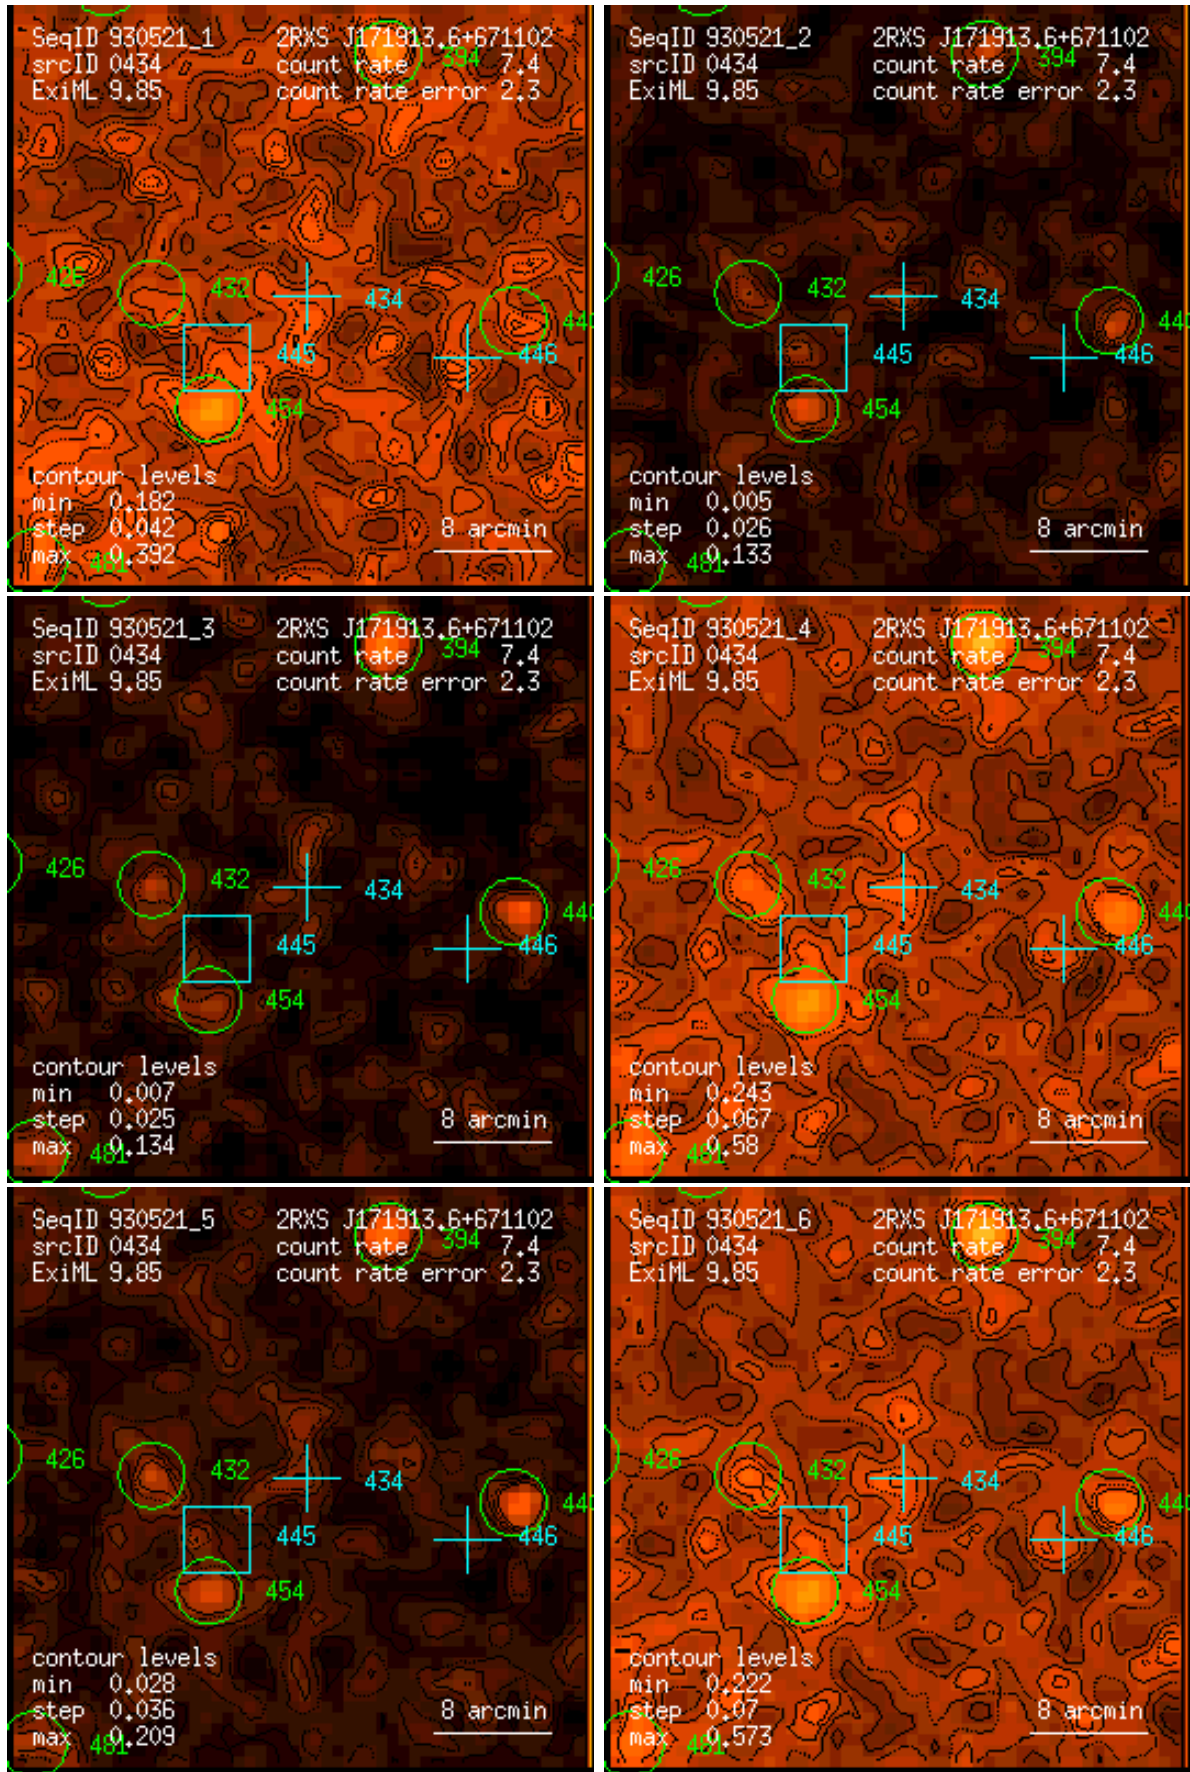 SeqID 930521_1 2RXS J171913.6+671102
srcID 0434 count rate 394 7.4
ExiML 9.85 count rate error 2.3
426 432 434 440
445 446
454
contour levels
min 0.182
step 0.042 8 arcmin
max 0.392
481
SeqID 930521_2 2RXS J171913.6+671102
srcID 0434 count rate 394 7.4
ExiML 9.85 count rate error 2.3
426 432 434 440
445 446
454
contour levels
min 0.005
step 0.026 8 arcmin
max 0.133
481
SeqID 930521_3 2RXS J171913.6+671102
srcID 0434 count rate 394 7.4
ExiML 9.85 count rate error 2.3
426 432 434 440
445 446
454
contour levels
min 0.007
step 0.025 8 arcmin
max 0.134
481
SeqID 930521_4 2RXS J171913.6+671102
srcID 0434 count rate 394 7.4
ExiML 9.85 count rate error 2.3
426 432 434 440
445 446
454
contour levels
min 0.243
step 0.067 8 arcmin
max 0.58
481
SeqID 930521_5 2RXS J171913.6+671102
srcID 0434 count rate 394 7.4
ExiML 9.85 count rate error 2.3
426 432 434 440
445 446
454
contour levels
min 0.028
step 0.036 8 arcmin
max 0.209
481
SeqID 930521_6 2RXS J171913.6+671102
srcID 0434 count rate 394 7.4
ExiML 9.85 count rate error 2.3
426 432 434 440
445 446
454
contour levels
min 0.222
step 0.07 8 arcmin
max 0.573
481